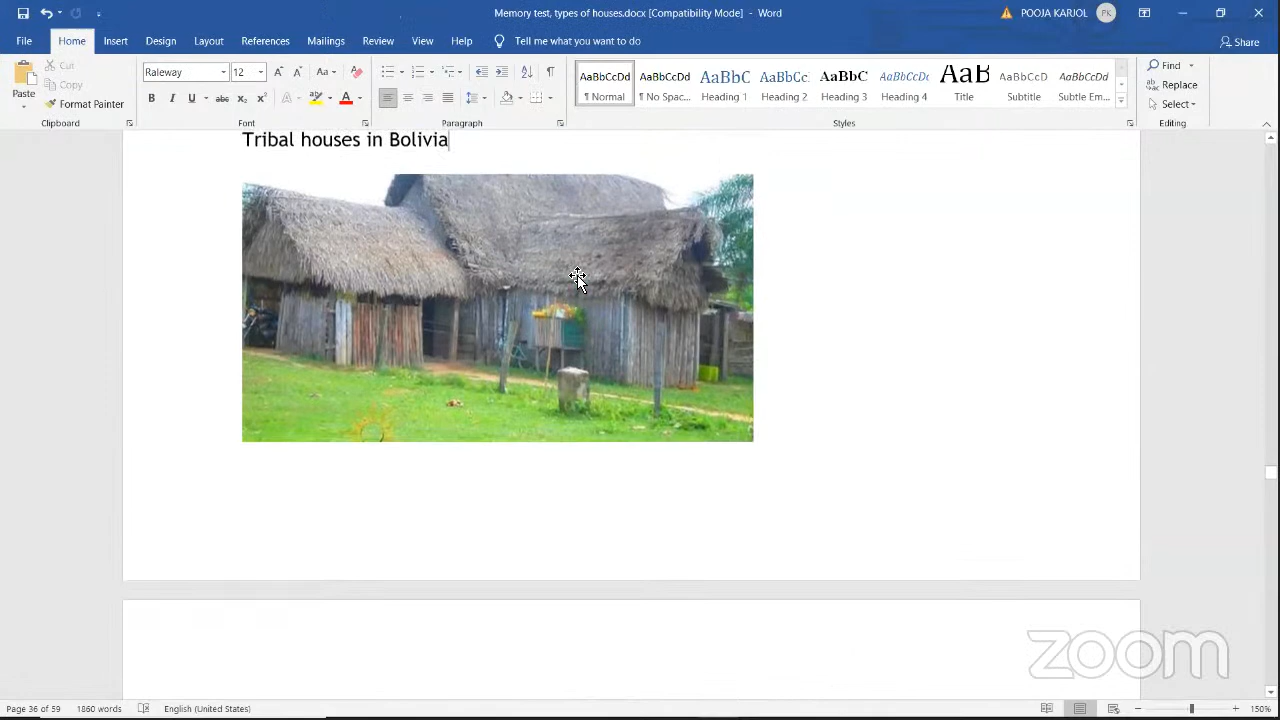 Memory test, types of houses.docx [Compatibility Mode] - Word
POOJA KARJOL
PK
File
Home
Insert
Design
Layout
References
Mailings
Review
View
Help
Tell me what you want to do
Share
Paste
Cut
Copy
Format Painter
Clipboard
Raleway
12
Font
Paragraph
AaBbCcDd
¶ Normal
AaBbCcDd
¶ No Spac...
AaBbC
Heading 1
AaBbCc
Heading 2
AaBbC
Heading 3
AaBbCcDc
Heading 4
AaB
Title
AaBbCcD
Subtitle
AaBbCcDd
Subtle Em...
Styles
Find
Replace
Select
Editing
Tribal houses in Bolivia
zoom
Page 36 of 59
1860 words
English (United States)
150%